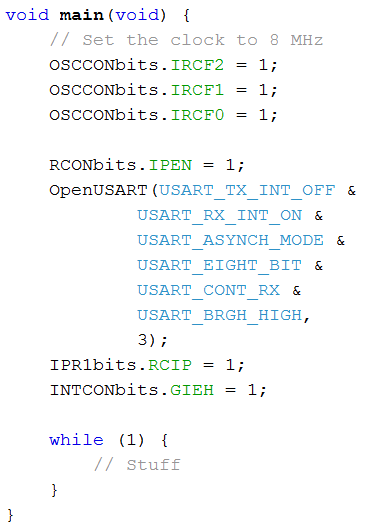 void main(void) {
    // Set the clock to 8 MHz
    OSCCONbits.IRCF2 = 1;
    OSCCONbits.IRCF1 = 1;
    OSCCONbits.IRCF0 = 1;

    RCONbits.IPEN = 1;
    OpenUSART(USART_TX_INT_OFF &
            USART_RX_INT_ON &
            USART_ASYNCH_MODE &
            USART_EIGHT_BIT &
            USART_CONT_RX &
            USART_BRGH_HIGH,
            3);
    IPR1bits.RCIP = 1;
    INTCONbits.GIEH = 1;

    while (1) {
        // Stuff
    }
}